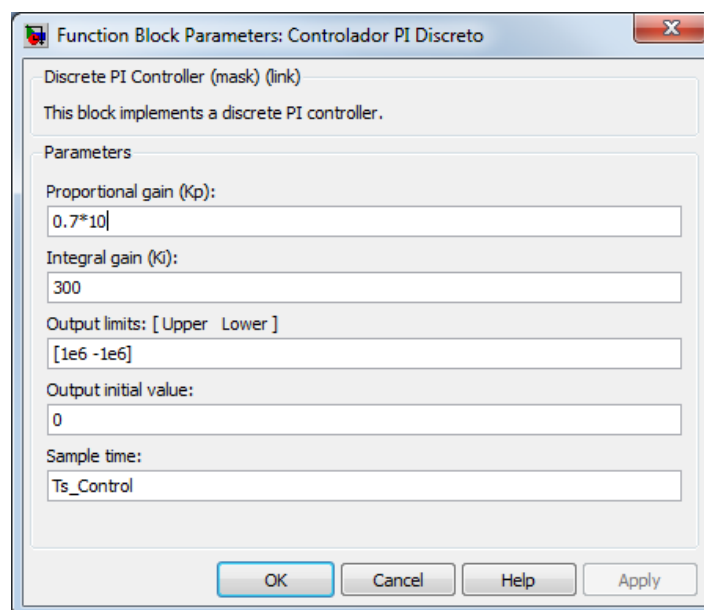 Function Block Parameters: Controlador PI Discreto
Discrete PI Controller (mask) (link)
This block implements a discrete PI controller.
Parameters
Proportional gain (Kp):
0.7*10
Integral gain (Ki):
300
Output limits: [ Upper   Lower ]
[1e6 -1e6]
Output initial value:
0
Sample time:
Ts_Control
OK Cancel Help Apply